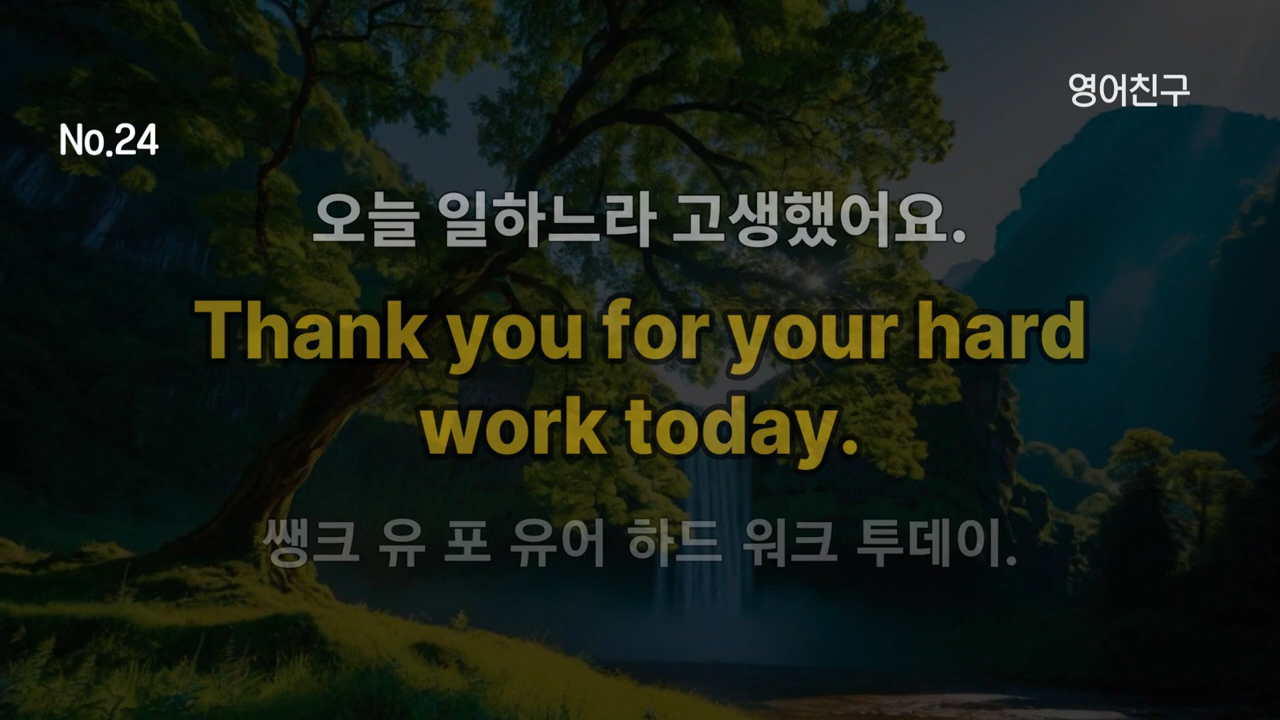 영어친구
No.24
오늘 일하느라 고생했어요.
Thank you for your hard
work today.
쌩크 유 포 유어 하드 워크 투데이.